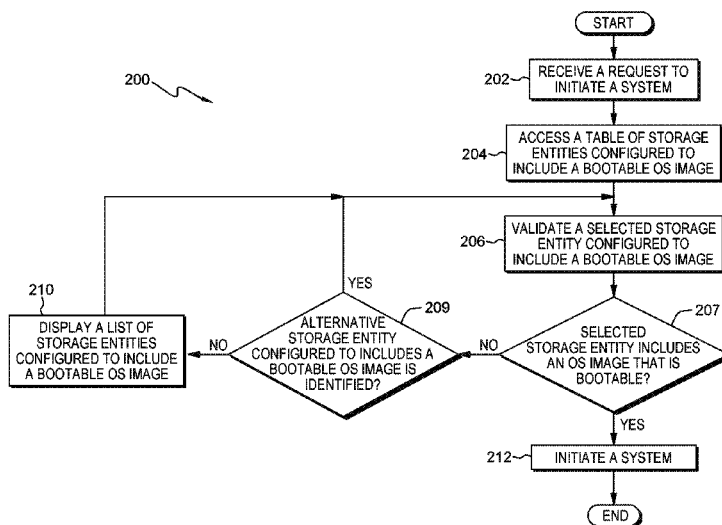 START
200
202
RECEIVE A REQUEST TO
INITIATE A SYSTEM
204
ACCESS A TABLE OF STORAGE
ENTITIES CONFIGURED TO
INCLUDE A BOOTABLE OS IMAGE
206
VALIDATE A SELECTED STORAGE
ENTITY CONFIGURED TO
INCLUDE A BOOTABLE OS IMAGE
207
SELECTED
STORAGE ENTITY INCLUDES
AN OS IMAGE THAT IS
BOOTABLE?
NO
YES
209
ALTERNATIVE
STORAGE ENTITY
CONFIGURED TO INCLUDES A
BOOTABLE OS IMAGE IS
IDENTIFIED?
YES
NO
210
DISPLAY A LIST OF
STORAGE ENTITIES
CONFIGURED TO INCLUDE
A BOOTABLE OS IMAGE
212
INITIATE A SYSTEM
END